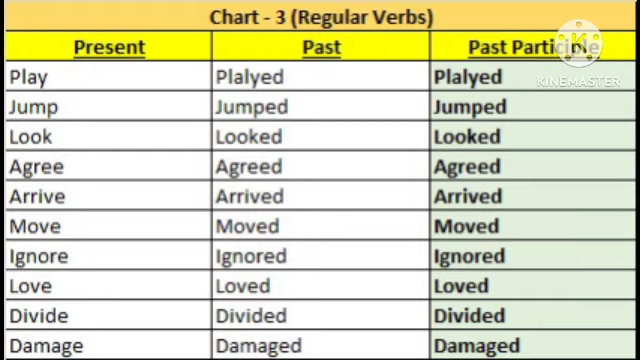 Chart - 3 (Regular Verbs)
Present Past Past Participle
Play Plalyed Plalyed
KINEMASTER
Jump Jumped Jumped
Look Looked Looked
Agree Agreed Agreed
Arrive Arrived Arrived
Move Moved Moved
Ignore Ignored Ignored
Love Loved Loved
Divide Divided Divided
Damage Damaged Damaged